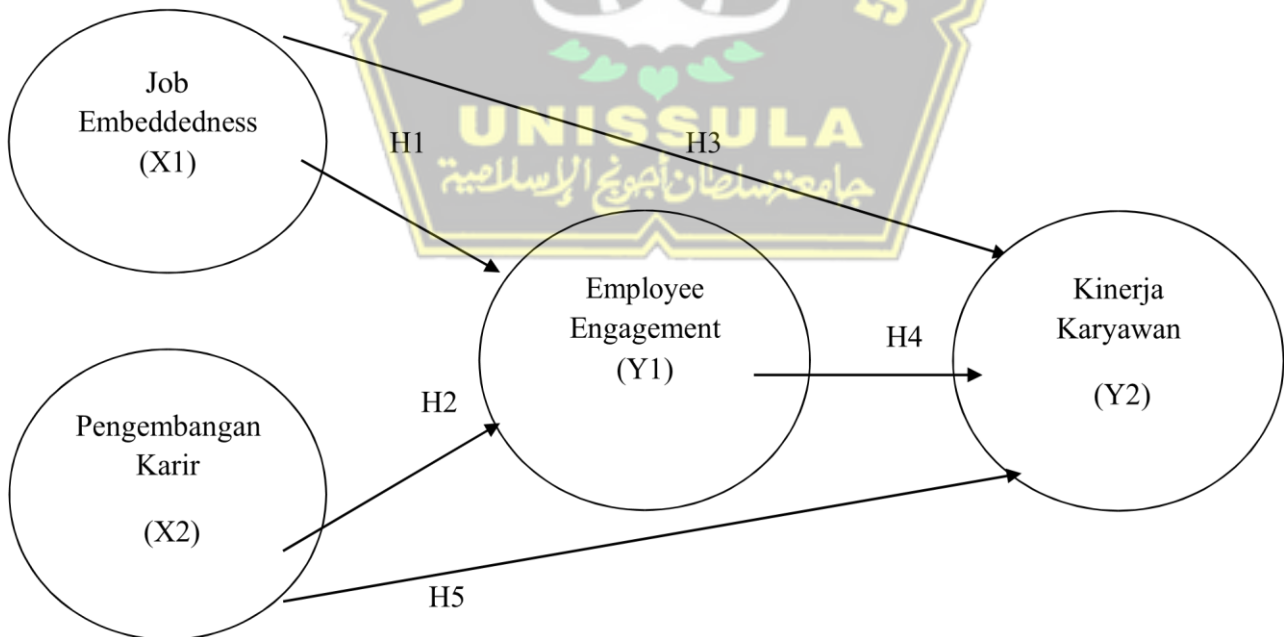 UNISSULA
جامعة سلطان أجونج الإسلامية
Job
Embeddedness
(X1)
H1
H3
Employee
Engagement
(Y1)
Kinerja
Karyawan
(Y2)
H4
Pengembangan
Karir
(X2)
H2
H5